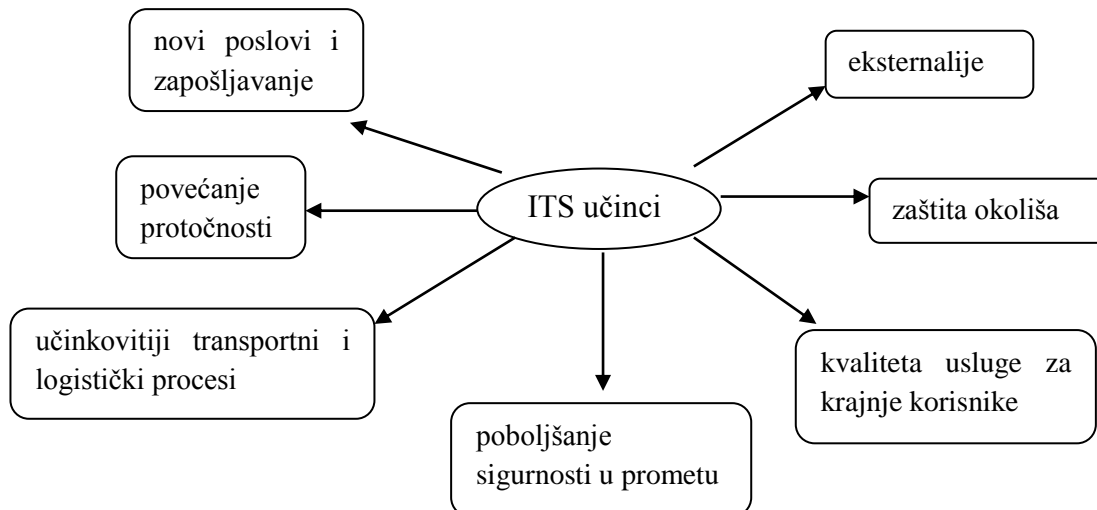 novi poslovi i
zapošljavanje
eksternalije
povećanje
protočnosti
ITS učinci
zaštita okoliša
učinkovitiji transportni i
logistički procesi
kvaliteta usluge za
krajnje korisnike
poboljšanje
sigurnosti u prometu